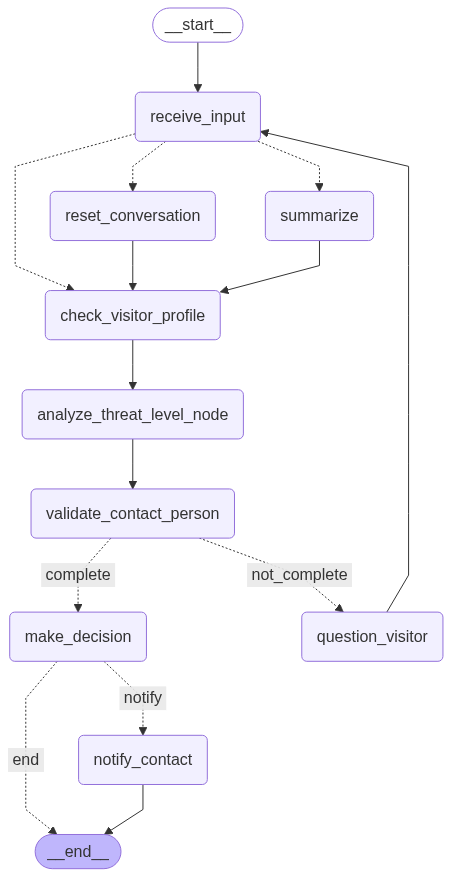 __start__
receive_input
reset_conversation
summarize
check_visitor_profile
analyze_threat_level_node
validate_contact_person
complete
not_complete
make_decision
question_visitor
notify
end
notify_contact
__end__